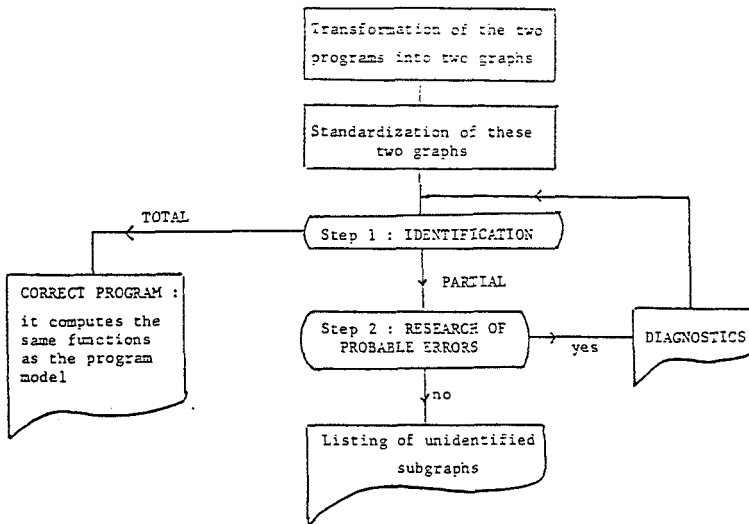 Transformation of the two
programs into two graphs
Standardization of these
two graphs
TOTAL
Step 1 : IDENTIFICATION
PARTIAL
CORRECT PROGRAM :
it computes the
same functions
as the program
model
Step 2 : RESEARCH OF
PROBABLE ERRORS
yes
DIAGNOSTICS
no
Listing of unidentified
subgraphs